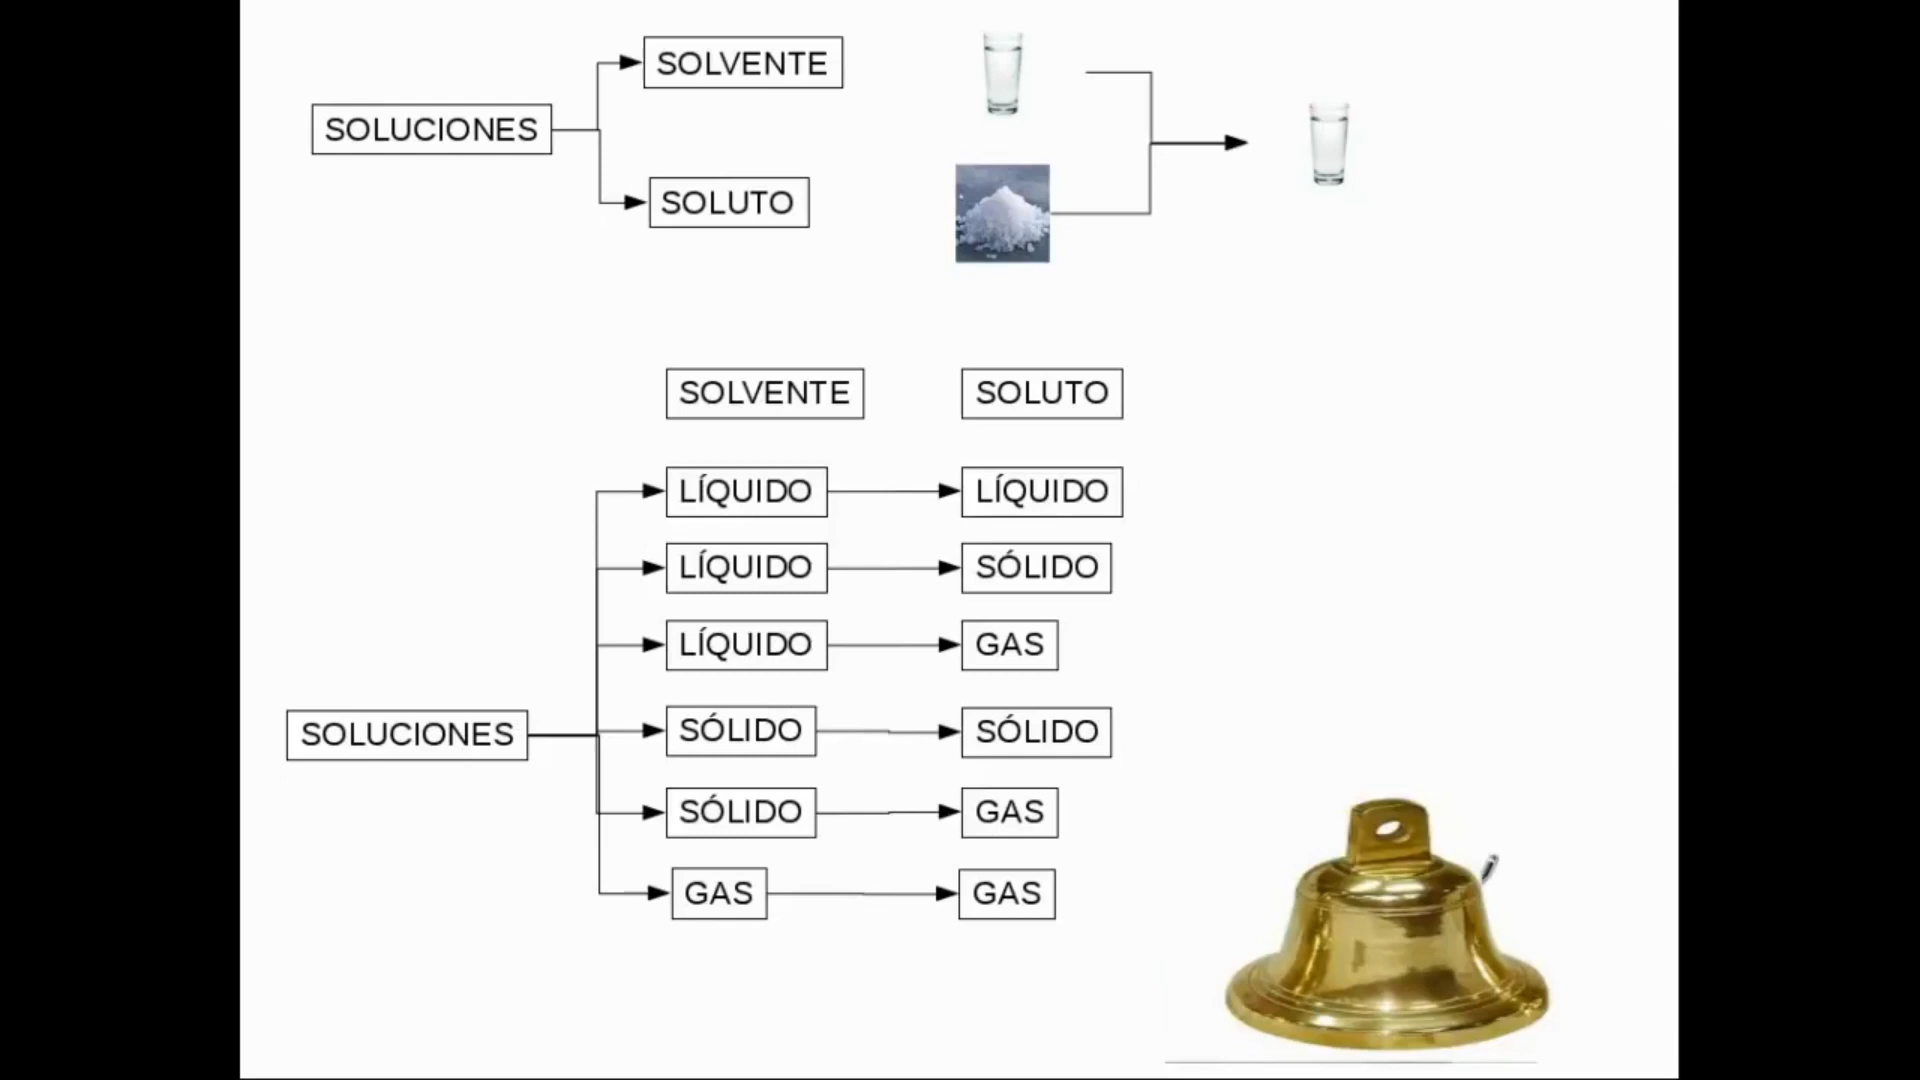 SOLVENTE
SOLUCIONES
SOLUTO
SOLVENTE SOLUTO
LÍQUIDO LÍQUIDO
LÍQUIDO SÓLIDO
LÍQUIDO GAS
SOLUCIONES SÓLIDO SÓLIDO
SÓLIDO GAS
GAS GAS